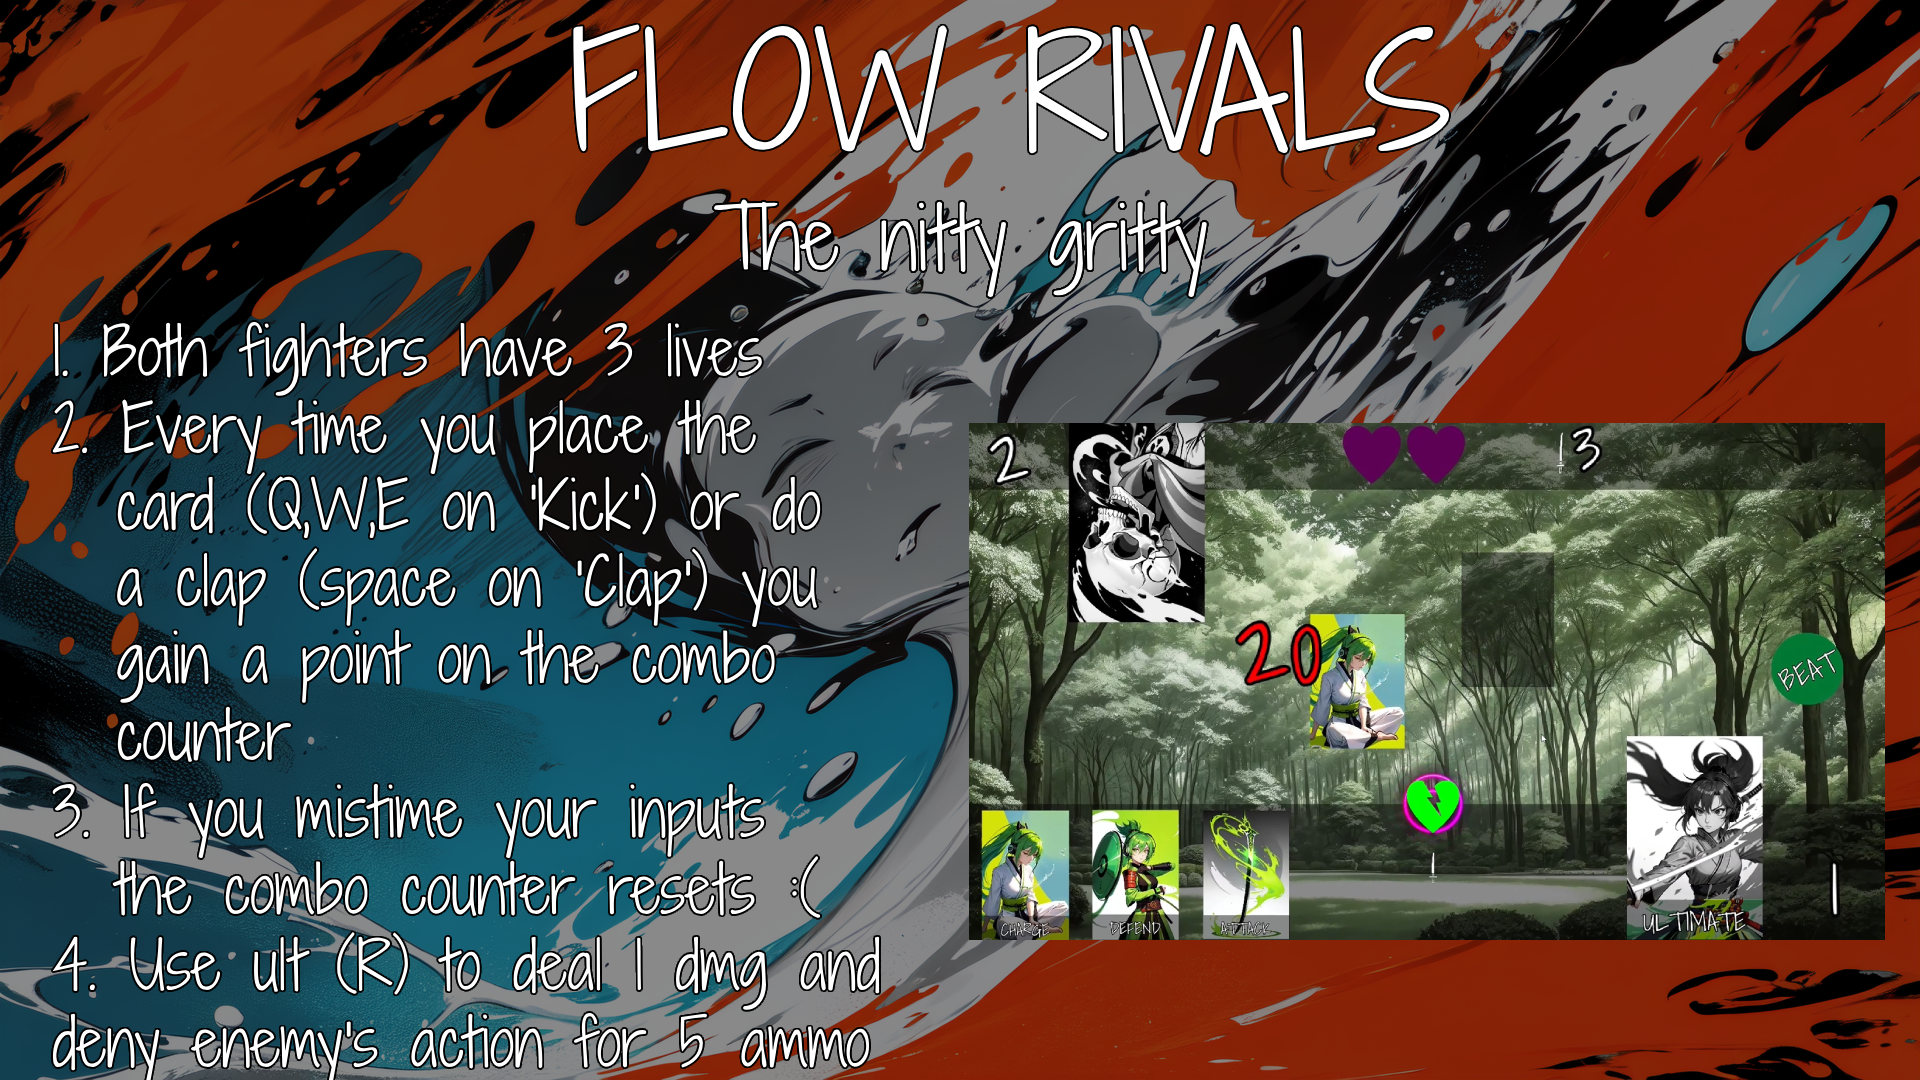 FLOW RIVALS
The nitty gritty
1. Both fighters have 3 lives
2. Every time you place the
card (Q,W,E on 'Kick') or do
a clap (space on 'Clap') you
gain a point on the combo
counter
3. If you mistime your inputs
the combo counter resets :(
4. Use ult (R) to deal 1 dmg and
deny enemy's action for 5 ammo
2
3
20
BEAT
1
CHARGE
DEFEND
ATTACK
ULTIMATE
1